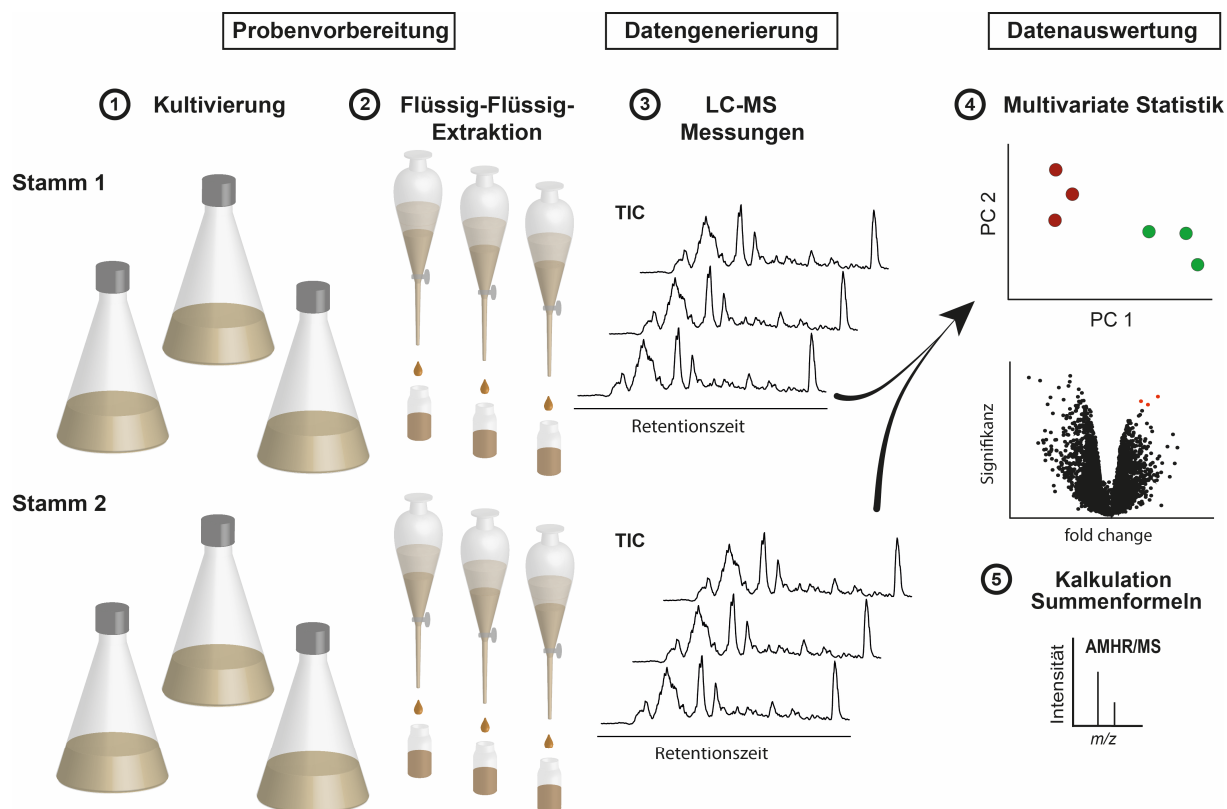 Probenvorbereitung
Datengenerierung
Datenauswertung
1 Kultivierung
2 Flüssig-Flüssig-
Extraktion
3 LC-MS
Messungen
4 Multivariate Statistik
Stamm 1
TIC
Retentionszeit
PC 2
PC 1
Signifikanz
fold change
Stamm 2
TIC
Retentionszeit
5 Kalkulation
Summenformeln
AMHR/MS
Intensität
m/z